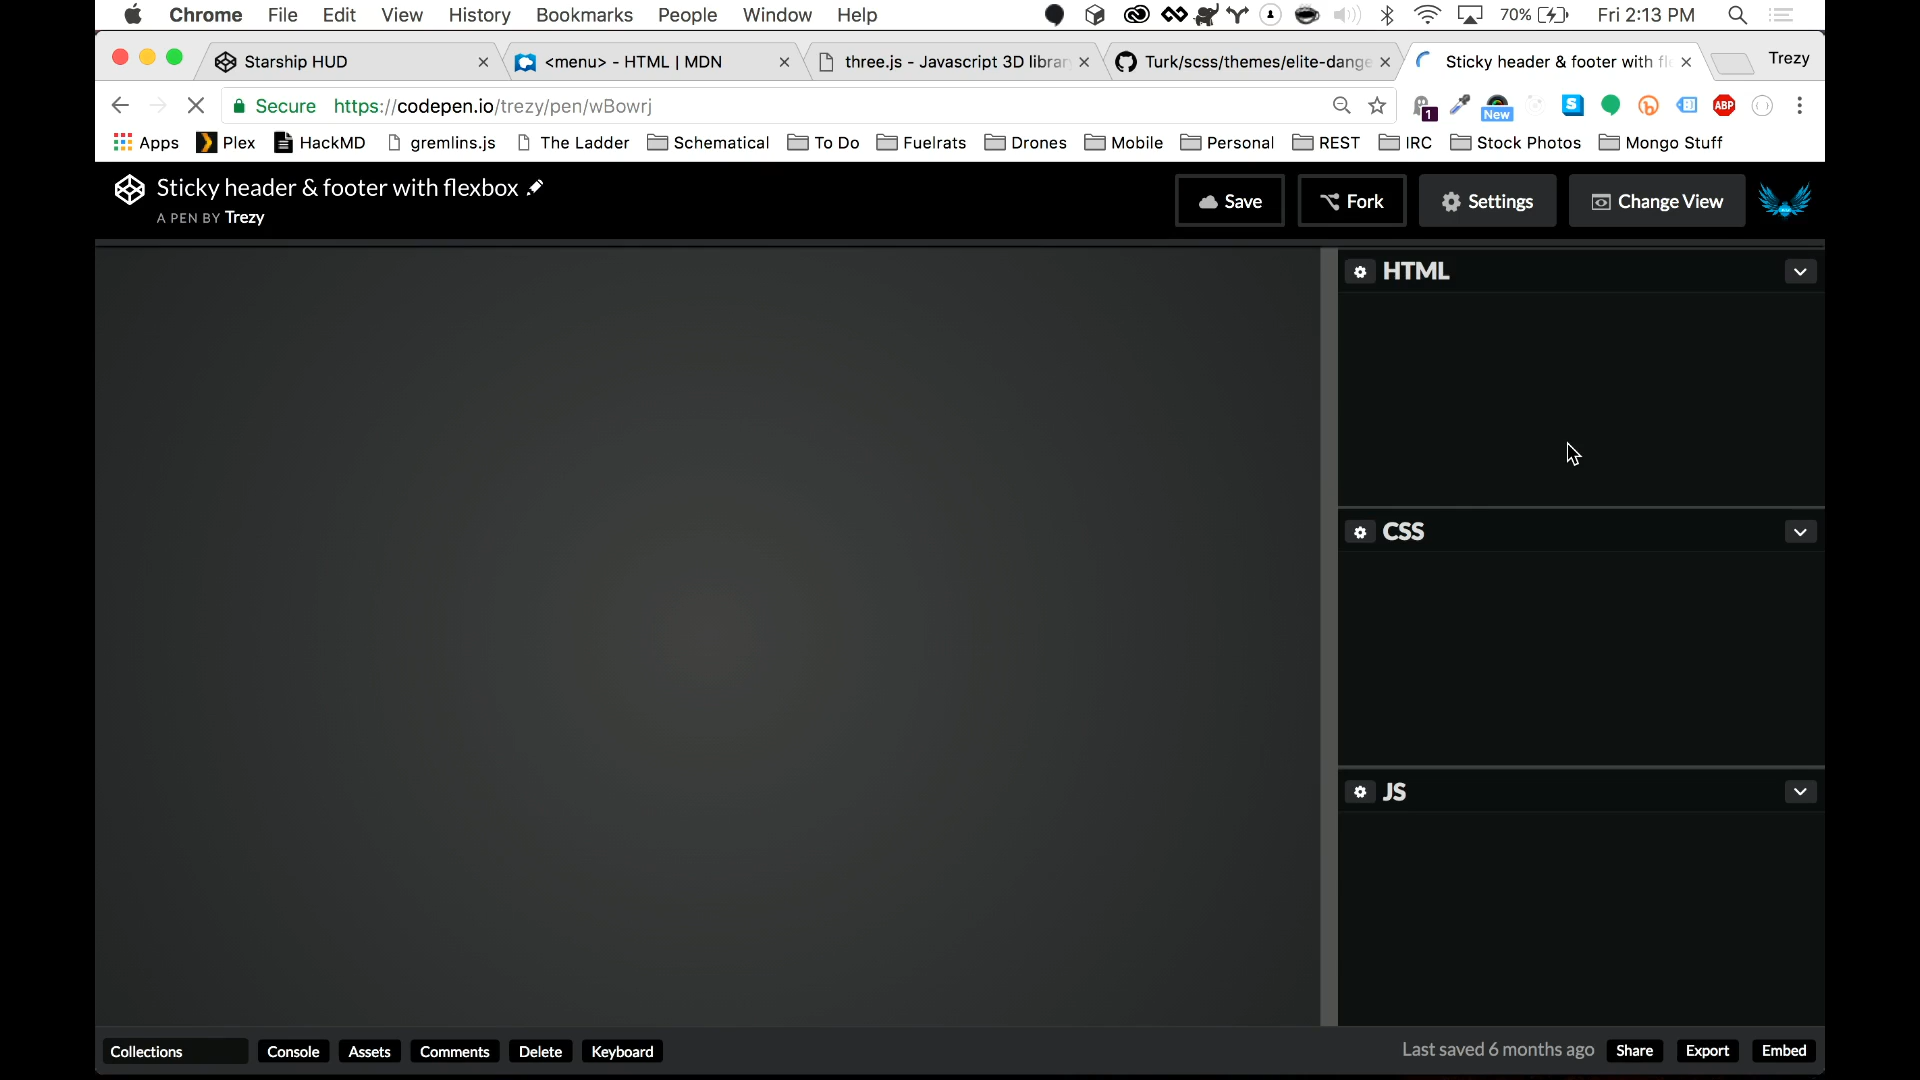 Chrome File Edit View History Bookmarks People Window Help 70% Fri 2:13 PM
Starship HUD <menu> - HTML | MDN three.js - Javascript 3D librar Turk/scss/themes/elite-dange Sticky header & footer with fl Trezy
Secure https://codepen.io/trezy/pen/wBowrj 1 New S ABP
Apps Plex HackMD gremlins.js The Ladder Schematical To Do Fuelrats Drones Mobile Personal REST IRC Stock Photos Mongo Stuff
Sticky header & footer with flexbox
A PEN BY Trezy
Save Fork Settings Change View
HTML
CSS
JS
Collections Console Assets Comments Delete Keyboard Last saved 6 months ago Share Export Embed